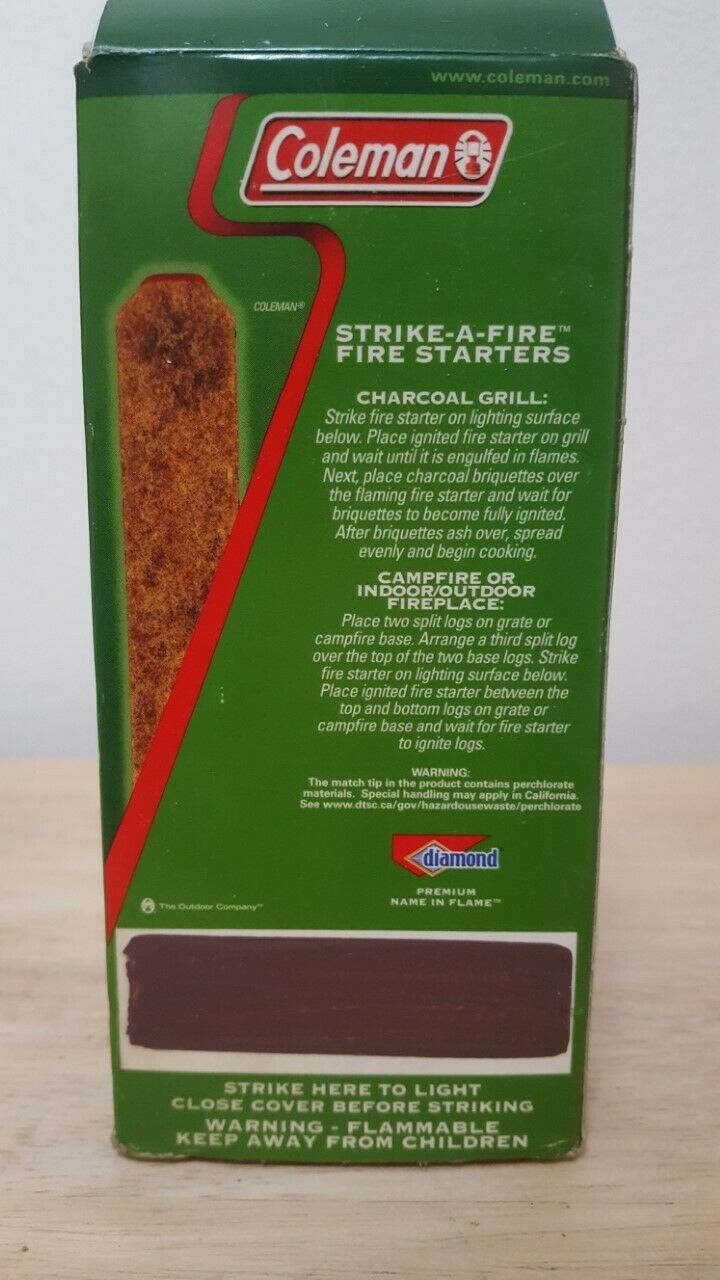 www.coleman.com
Coleman
COLEMAN®
STRIKE-A-FIRE™
FIRE STARTERS
CHARCOAL GRILL:
Strike fire starter on lighting surface
below. Place ignited fire starter on grill
and wait until it is engulfed in flames.
Next, place charcoal briquettes over
the flaming fire starter and wait for
briquettes to become fully ignited.
After briquettes ash over, spread
evenly and begin cooking.
CAMPFIRE OR
INDOOR/OUTDOOR
FIREPLACE:
Place two split logs on grate or
campfire base. Arrange a third split log
over the top of the two base logs. Strike
fire starter on lighting surface below.
Place ignited fire starter between the
top and bottom logs on grate or
campfire base and wait for fire starter
to ignite logs.
WARNING:
The match tip in the product contains perchlorate
materials. Special handling may apply in California.
See www.dtsc.ca/gov/hazardousewaste/perchlorate
diamond
PREMIUM
NAME IN FLAME™
The Outdoor Company™
STRIKE HERE TO LIGHT
CLOSE COVER BEFORE STRIKING
WARNING - FLAMMABLE
KEEP AWAY FROM CHILDREN